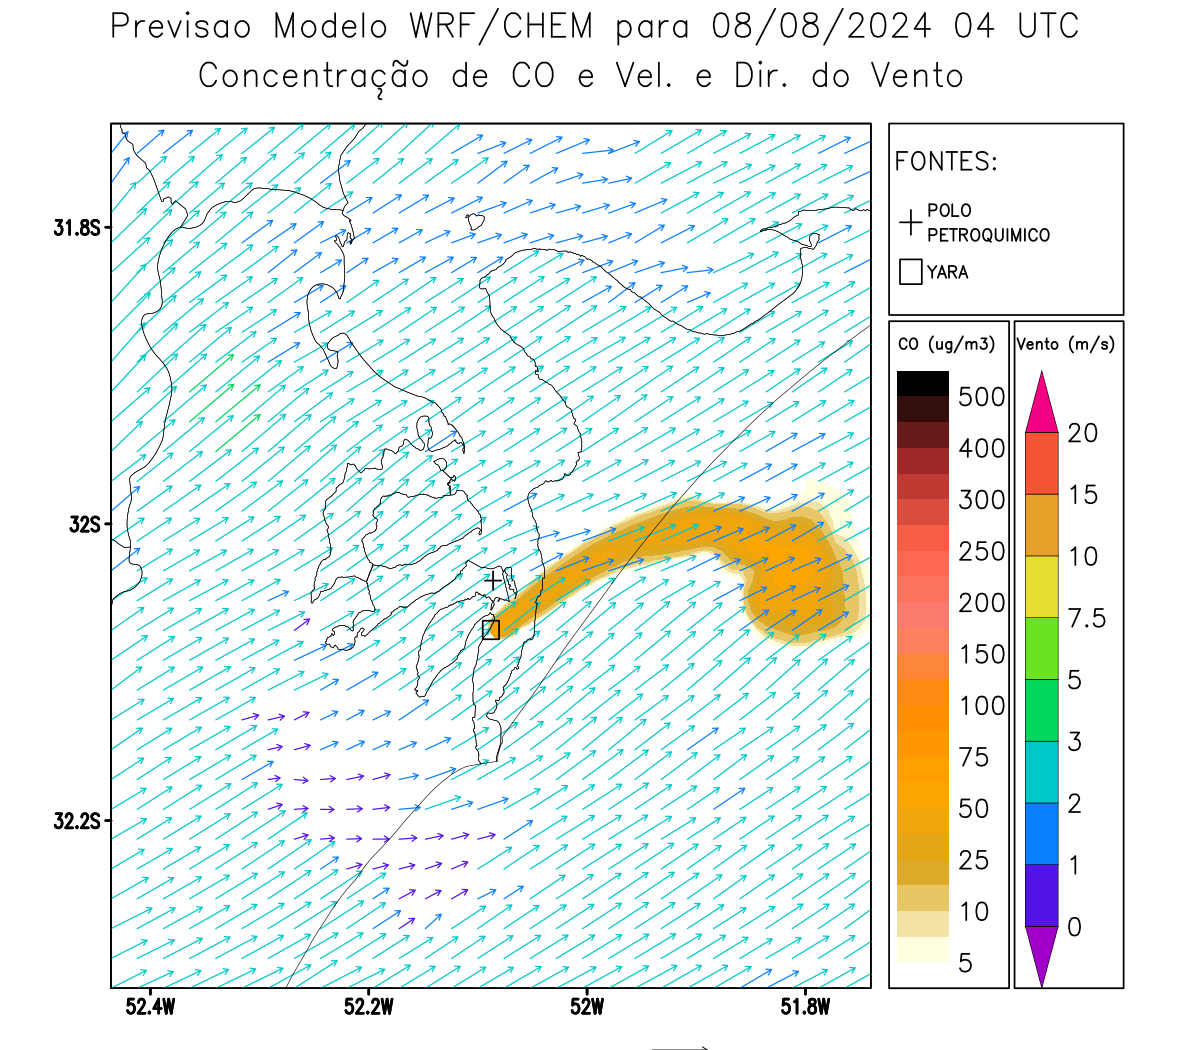 Previsao Modelo WRF/CHEM para 08/08/2024 04 UTC
Concentração de CO e Vel. e Dir. do Vento
FONTES:
POLO
PETROQUIMICO
YARA
CO (ug/m3)
500
400
300
250
200
150
100
75
50
25
10
5
Vento (m/s)
20
15
10
7.5
5
3
2
1
0
31.8S
32S
32.2S
52.4W
52.2W
52W
51.8W